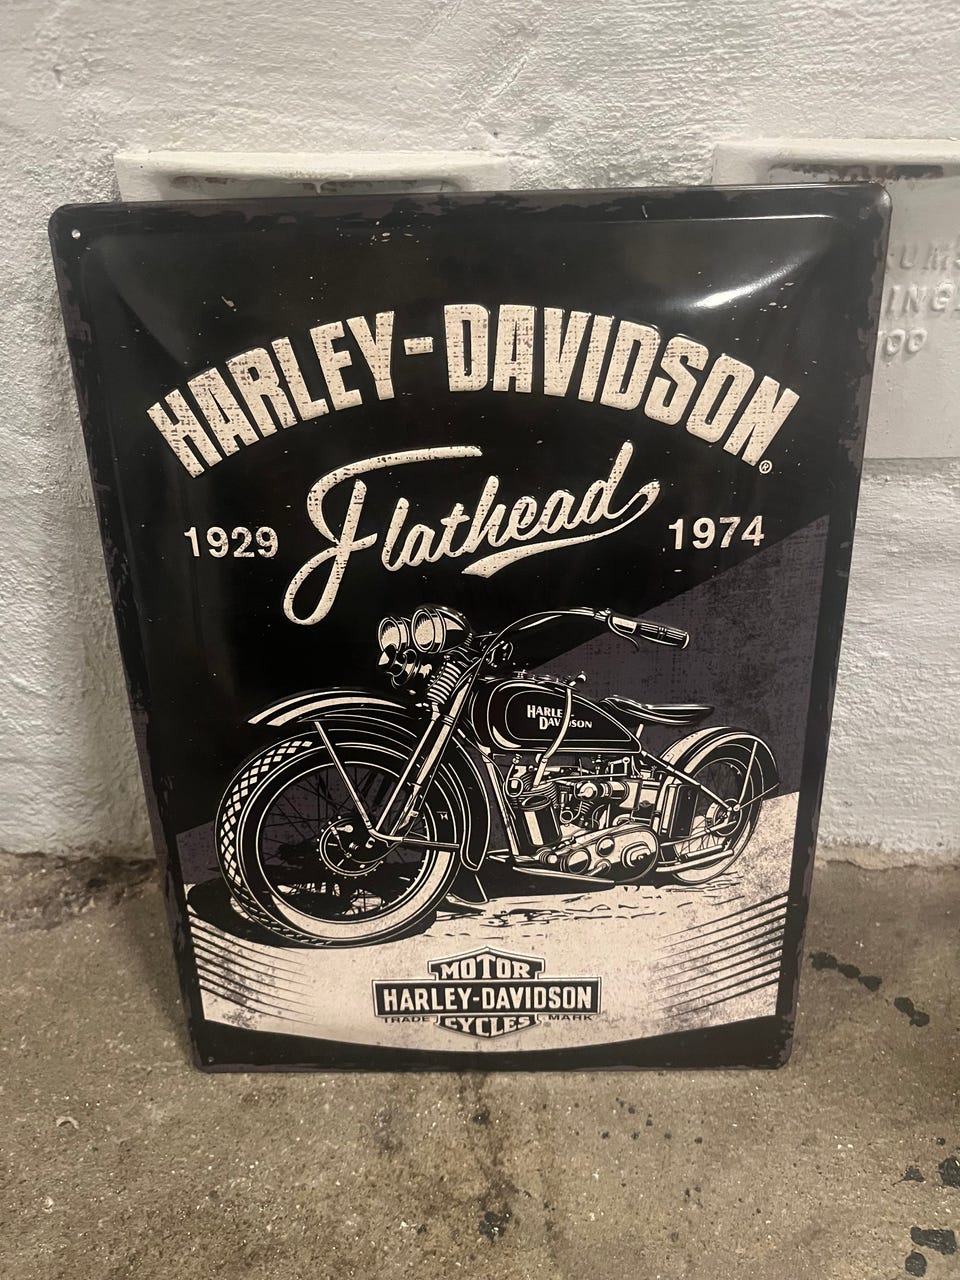 HARLEY-DAVIDSON®
Flathead
1929
1974
HARLEY
DAVIDSON
MOTOR
HARLEY-DAVIDSON
TRADE MARK
CYCLES